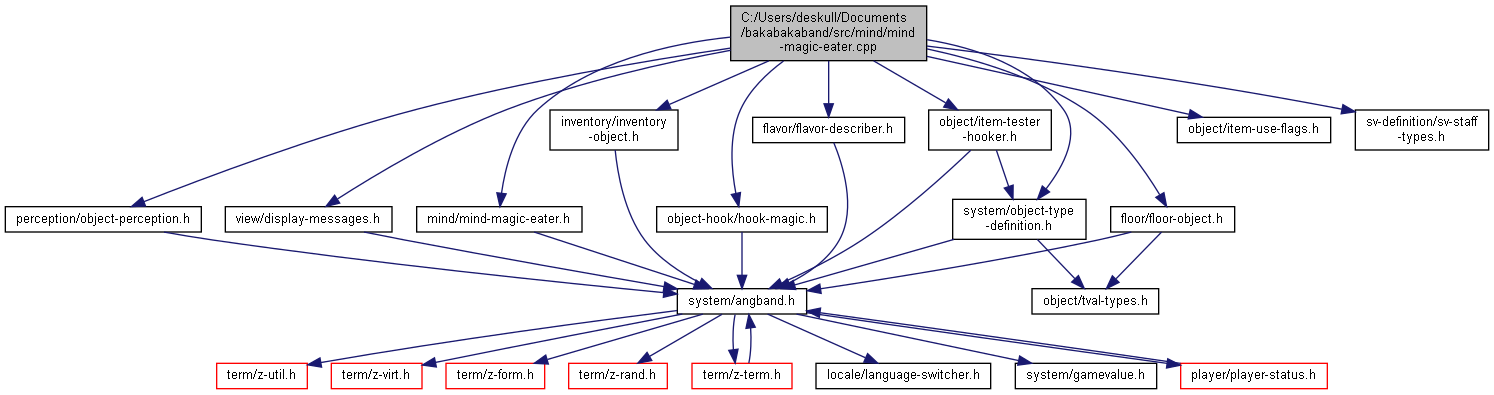 C:/Users/deskull/Documents
/bakabakaband/src/mind/mind
-magic-eater.cpp
inventory/inventory
-object.h
flavor/flavor-describer.h
object/item-tester
-hooker.h
object/item-use-flags.h
sv-definition/sv-staff
-types.h
perception/object-perception.h
view/display-messages.h
mind/mind-magic-eater.h
object-hook/hook-magic.h
system/object-type
-definition.h
floor/floor-object.h
system/angband.h
object/tval-types.h
term/z-util.h
term/z-virt.h
term/z-form.h
term/z-rand.h
term/z-term.h
locale/language-switcher.h
system/gamevalue.h
player/player-status.h